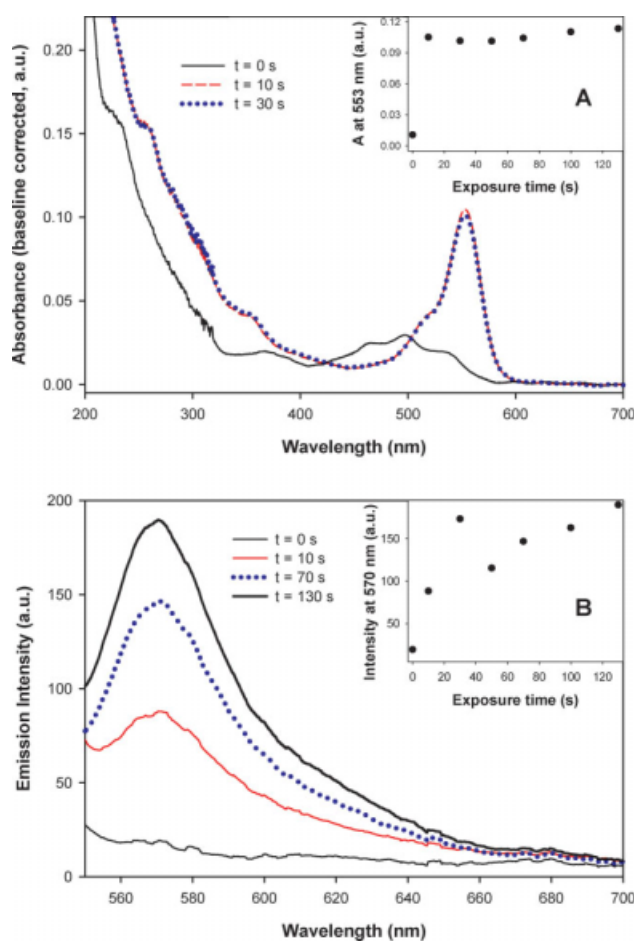 Absorbance (baseline corrected, a.u.)
0.20
0.15
0.10
0.05
0.00
t = 0 s
t = 10 s
t = 30 s
A at 553 nm (a.u.)
0.12
0.09
0.06
0.03
0.00
A
0 20 40 60 80 100 120
Exposure time (s)
200 300 400 500 600 700
Wavelength (nm)
Emission Intensity (a.u.)
200
150
100
50
0
t = 0 s
t = 10 s
t = 70 s
t = 130 s
Intensity at 570 nm (a.u.)
150
100
50
B
0 20 40 60 80 100 120
Exposure time (s)
560 580 600 620 640 660 680 700
Wavelength (nm)